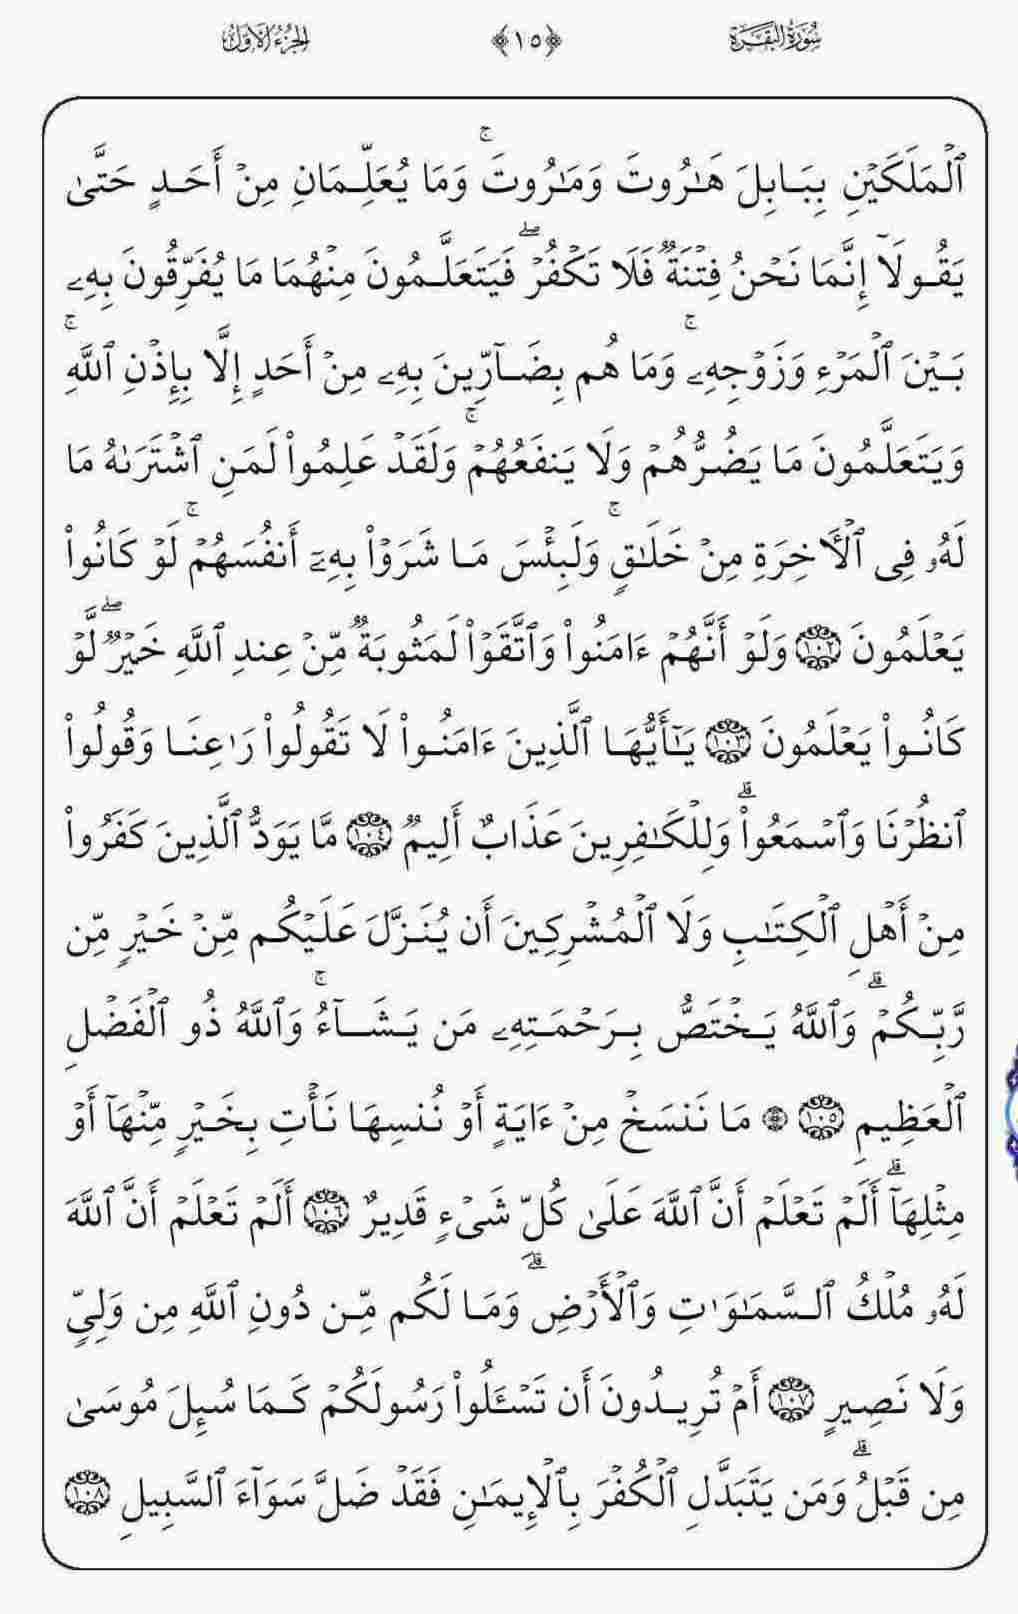 سُورَةُ البَقَرَةِ ﴿١٥﴾ الجُزْءُ الأَوَّلُ
ٱلۡمَلَكَيۡنِ بِبَابِلَ هَٰرُوتَ وَمَٰرُوتَۚ وَمَا يُعَلِّمَانِ مِنۡ أَحَدٍ حَتَّىٰ
يَقُولَآ إِنَّمَا نَحۡنُ فِتۡنَةٞ فَلَا تَكۡفُرۡۖ فَيَتَعَلَّمُونَ مِنۡهُمَا مَا يُفَرِّقُونَ بِهِۦ
بَيۡنَ ٱلۡمَرۡءِ وَزَوۡجِهِۦۚ وَمَا هُم بِضَآرِّينَ بِهِۦ مِنۡ أَحَدٍ إِلَّا بِإِذۡنِ ٱللَّهِۚ
وَيَتَعَلَّمُونَ مَا يَضُرُّهُمۡ وَلَا يَنفَعُهُمۡۚ وَلَقَدۡ عَلِمُواْ لَمَنِ ٱشۡتَرَىٰهُ مَا
لَهُۥ فِي ٱلۡأٓخِرَةِ مِنۡ خَلَٰقٖۚ وَلَبِئۡسَ مَا شَرَوۡاْ بِهِۦٓ أَنفُسَهُمۡۚ لَوۡ كَانُواْ
يَعۡلَمُونَ ١٠٢ وَلَوۡ أَنَّهُمۡ ءَامَنُواْ وَٱتَّقَوۡاْ لَمَثُوبَةٞ مِّنۡ عِندِ ٱللَّهِ خَيۡرٞۖ لَّوۡ
كَانُواْ يَعۡلَمُونَ ١٠٣ يَٰٓأَيُّهَا ٱلَّذِينَ ءَامَنُواْ لَا تَقُولُواْ رَٰعِنَا وَقُولُواْ
ٱنظُرۡنَا وَٱسۡمَعُواْۗ وَلِلۡكَٰفِرِينَ عَذَابٌ أَلِيمٞ ١٠٤ مَّا يَوَدُّ ٱلَّذِينَ كَفَرُواْ
مِنۡ أَهۡلِ ٱلۡكِتَٰبِ وَلَا ٱلۡمُشۡرِكِينَ أَن يُنَزَّلَ عَلَيۡكُم مِّنۡ خَيۡرٖ مِّن
رَّبِّكُمۡۗ وَٱللَّهُ يَخۡتَصُّ بِرَحۡمَتِهِۦ مَن يَشَآءُۚ وَٱللَّهُ ذُو ٱلۡفَضۡلِ
ٱلۡعَظِيمِ ١٠٥ ۞ مَا نَنسَخۡ مِنۡ ءَايَةٍ أَوۡ نُنسِهَا نَأۡتِ بِخَيۡرٖ مِّنۡهَآ أَوۡ
مِثۡلِهَآۗ أَلَمۡ تَعۡلَمۡ أَنَّ ٱللَّهَ عَلَىٰ كُلِّ شَيۡءٖ قَدِيرٌ ١٠٦ أَلَمۡ تَعۡلَمۡ أَنَّ ٱللَّهَ
لَهُۥ مُلۡكُ ٱلسَّمَٰوَٰتِ وَٱلۡأَرۡضِۗ وَمَا لَكُم مِّن دُونِ ٱللَّهِ مِن وَلِيّٖ
وَلَا نَصِيرٍ ١٠٧ أَمۡ تُرِيدُونَ أَن تَسۡـَٔلُواْ رَسُولَكُمۡ كَمَا سُئِلَ مُوسَىٰ
مِن قَبۡلُۗ وَمَن يَتَبَدَّلِ ٱلۡكُفۡرَ بِٱلۡإِيمَٰنِ فَقَدۡ ضَلَّ سَوَآءَ ٱلسَّبِيلِ ١٠٨